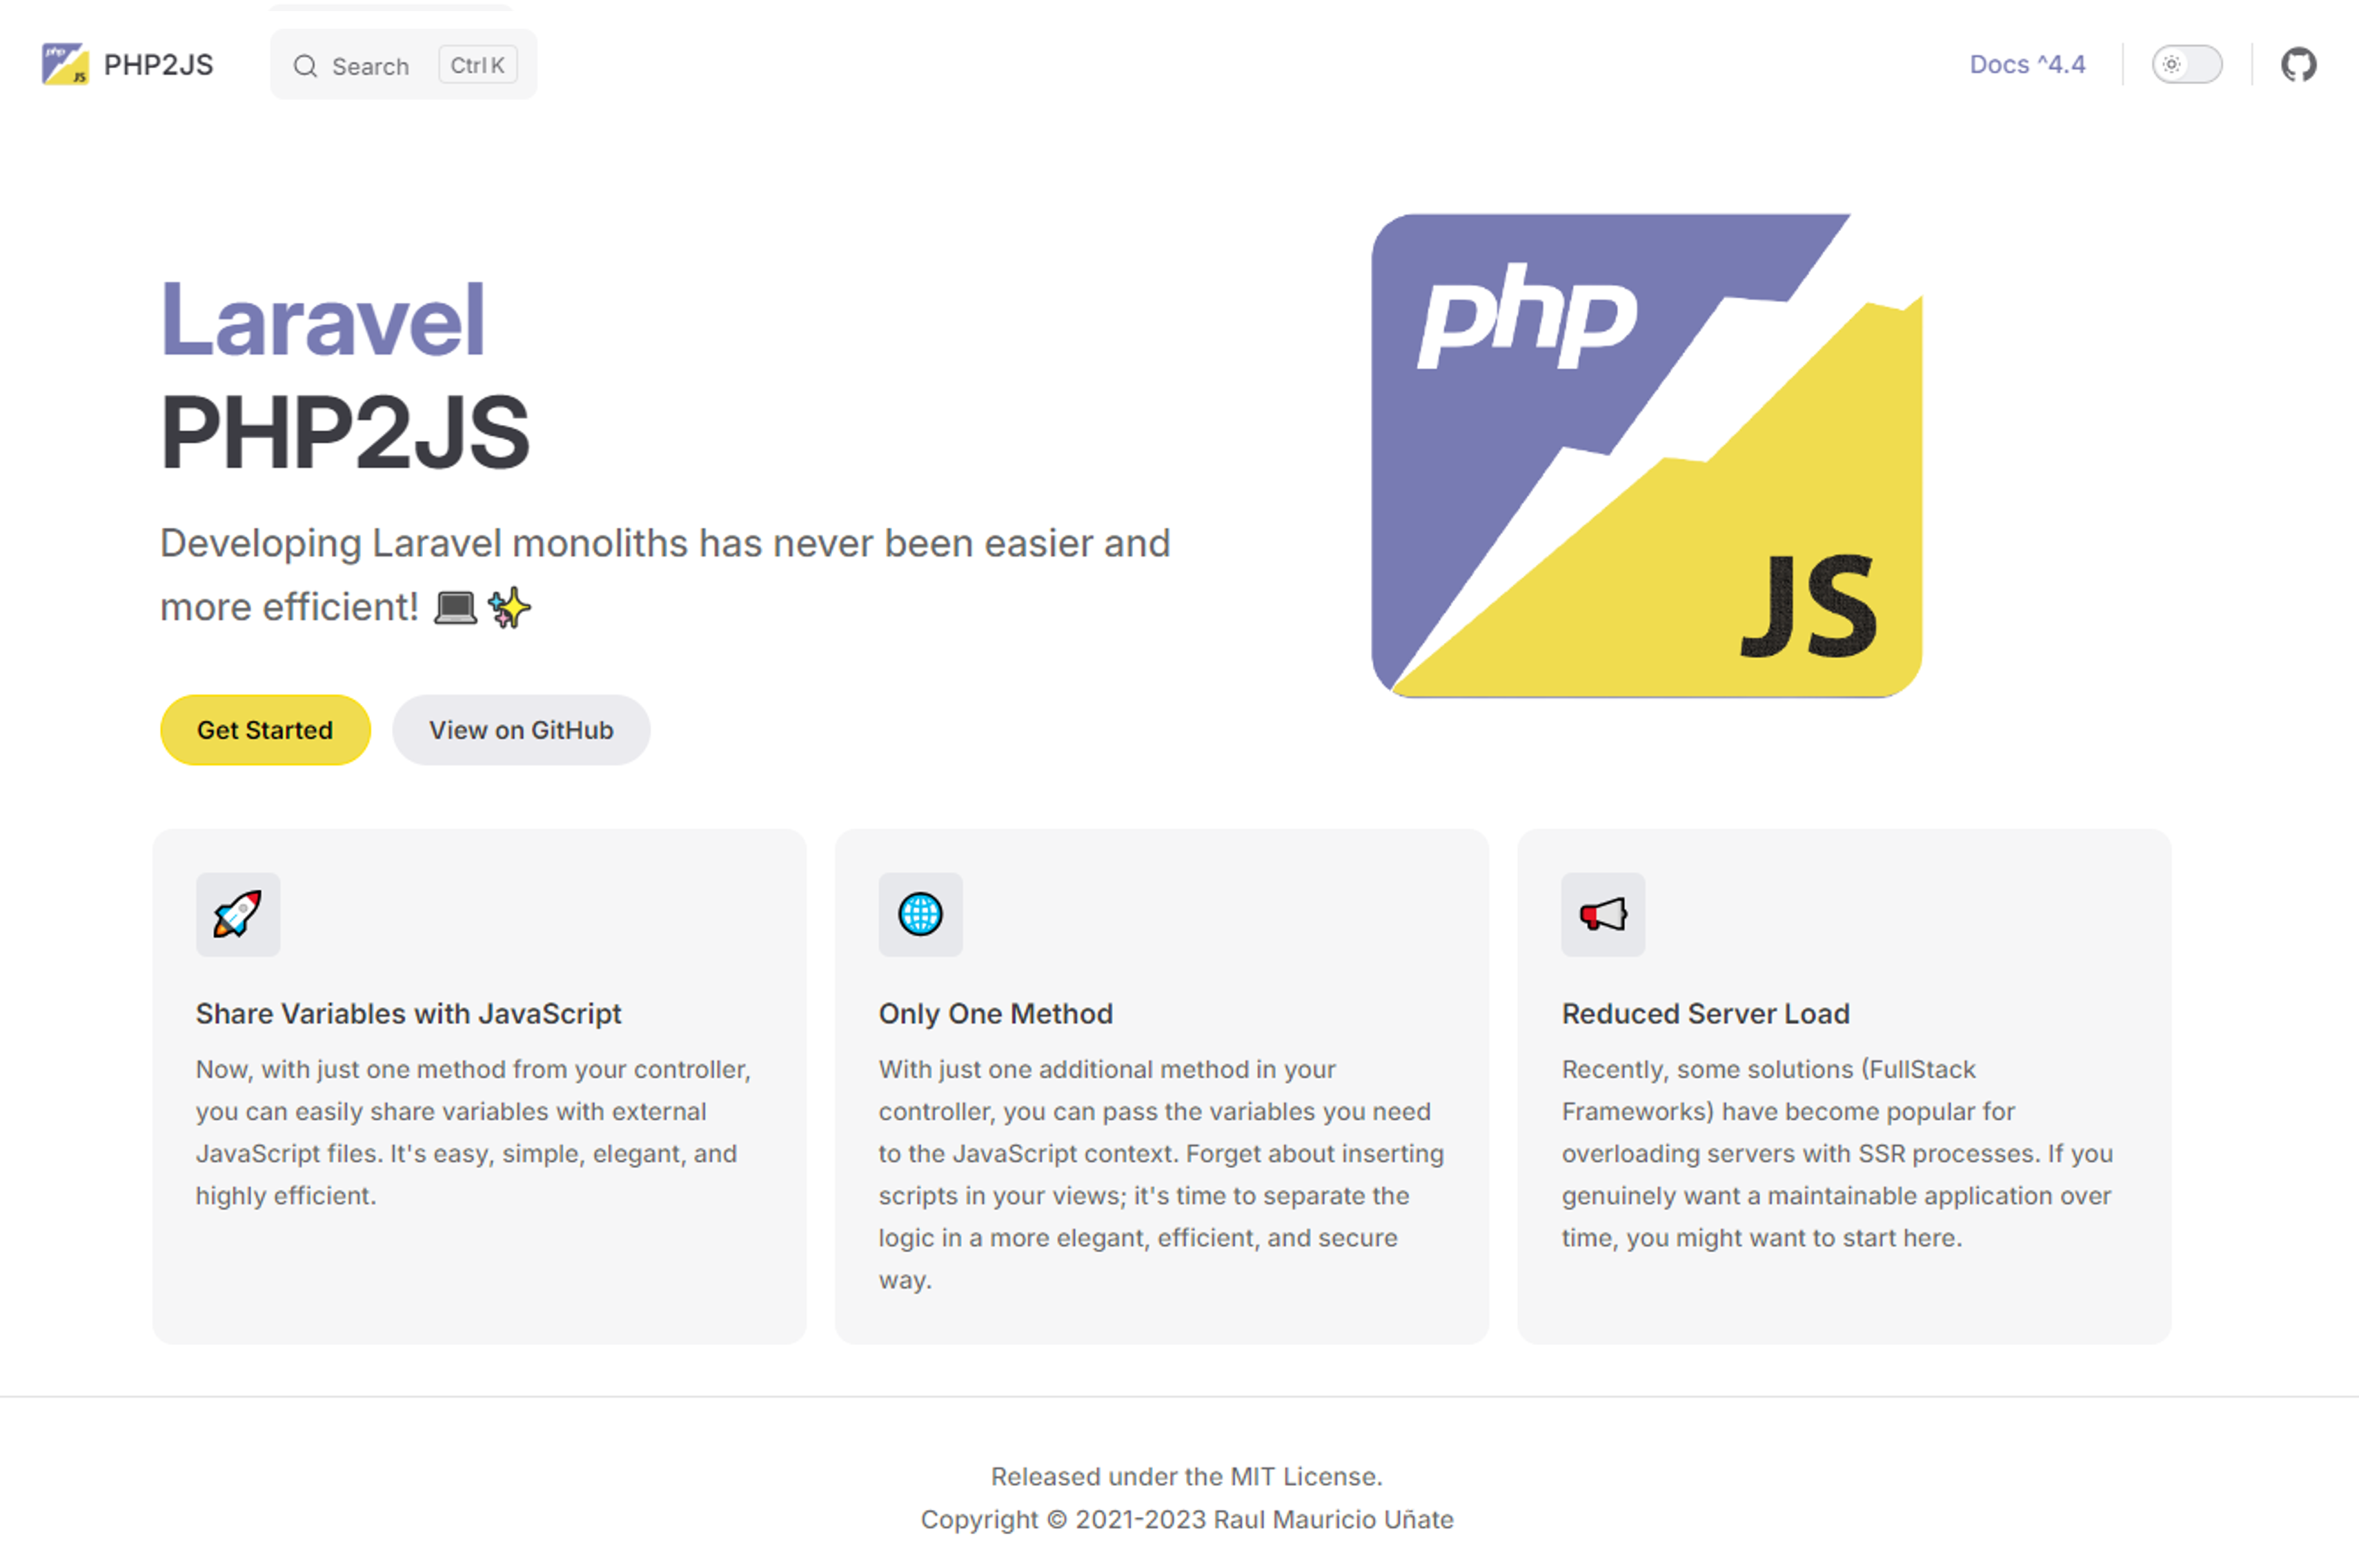 php
JS
PHP2JS
Search
Ctrl K
Docs ^4.4
Laravel
PHP2JS
Developing Laravel monoliths has never been easier and
more efficient! 💻 ✨
Get Started
View on GitHub
php
JS
Share Variables with JavaScript
Now, with just one method from your controller,
you can easily share variables with external
JavaScript files. It's easy, simple, elegant, and
highly efficient.
Only One Method
With just one additional method in your
controller, you can pass the variables you need
to the JavaScript context. Forget about inserting
scripts in your views; it's time to separate the
logic in a more elegant, efficient, and secure
way.
Reduced Server Load
Recently, some solutions (FullStack
Frameworks) have become popular for
overloading servers with SSR processes. If you
genuinely want a maintainable application over
time, you might want to start here.
Released under the MIT License.
Copyright © 2021-2023 Raul Mauricio Uñate